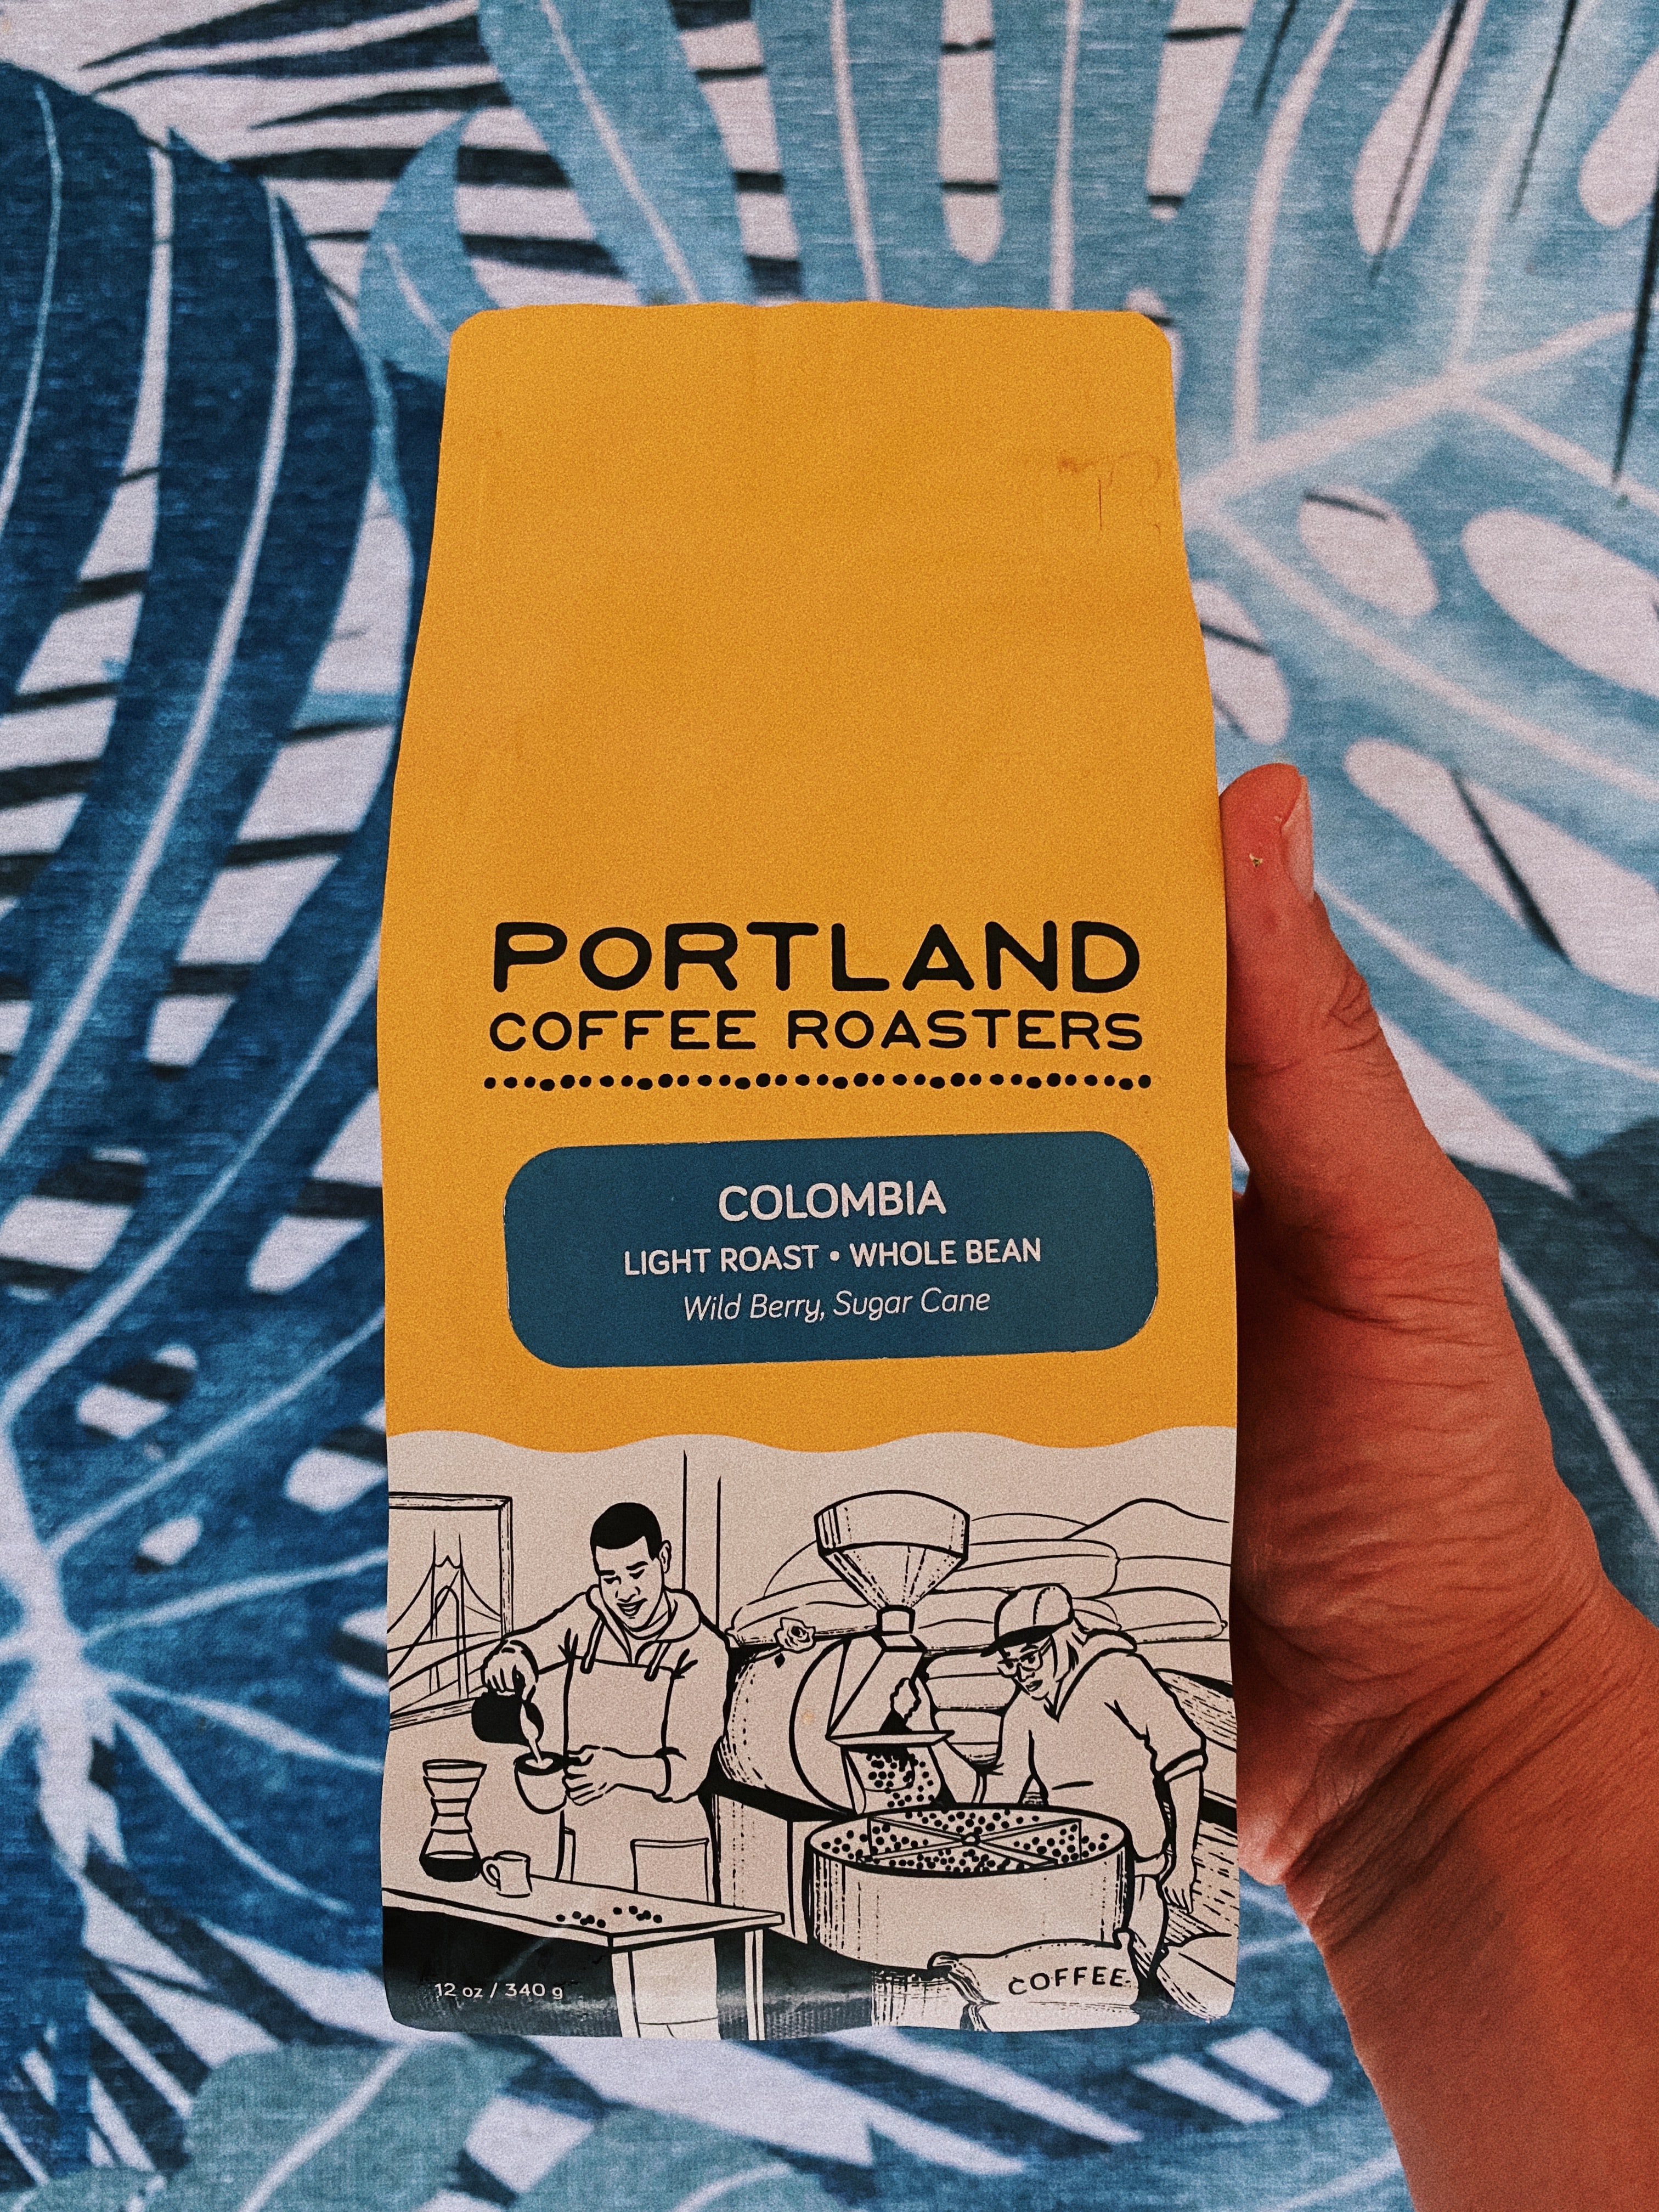 PORTLAND
COFFEE ROASTERS
COLOMBIA
LIGHT ROAST • WHOLE BEAN
Wild Berry, Sugar Cane
COFFEE
12 oz / 340 g